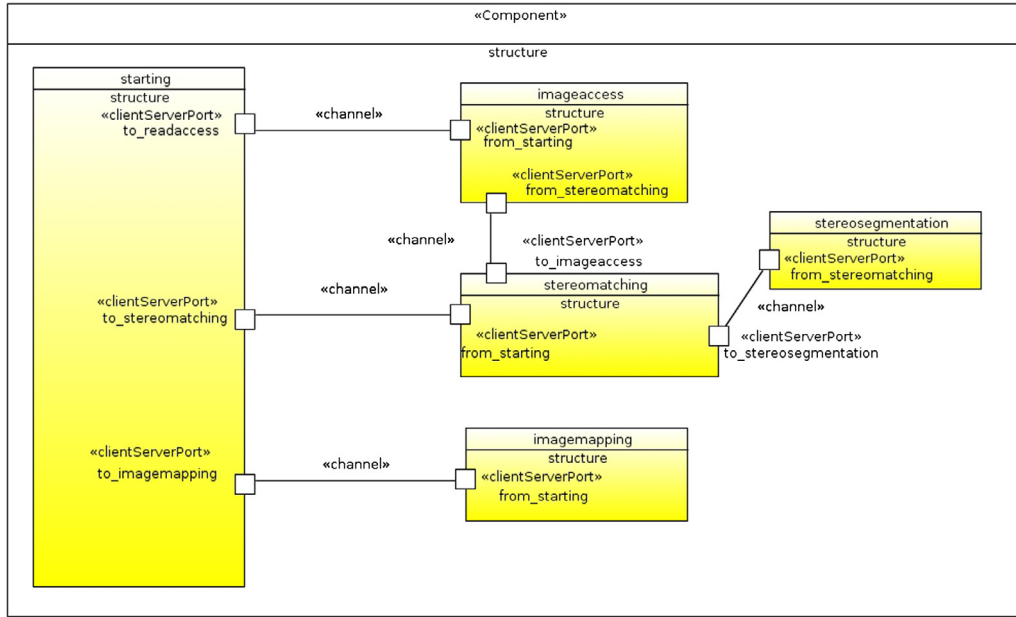 «Component»
structure
starting
structure
«clientServerPort»
to_readaccess
«channel»
imageaccess
structure
«clientServerPort»
from_starting
«clientServerPort»
from_stereomatching
«channel»
«clientServerPort»
to_imageaccess
stereosegmentation
structure
«clientServerPort»
from_stereomatching
«channel»
«clientServerPort»
to_stereosegmentation
«clientServerPort»
to_stereomatching
«channel»
stereomatching
structure
«clientServerPort»
from_starting
«clientServerPort»
to_imagemapping
«channel»
imagemapping
structure
«clientServerPort»
from_starting